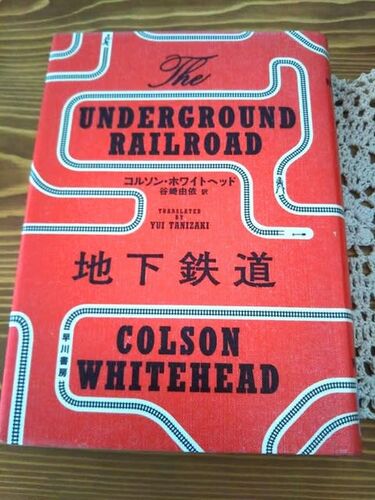 The
UNDERGROUND
RAILROAD
コルソン・ホワイトヘッド
谷崎由依 訳
TRANSLATED
BY
YUI TANIZAKI
地下鉄道
COLSON
WHITEHEAD
早川書房